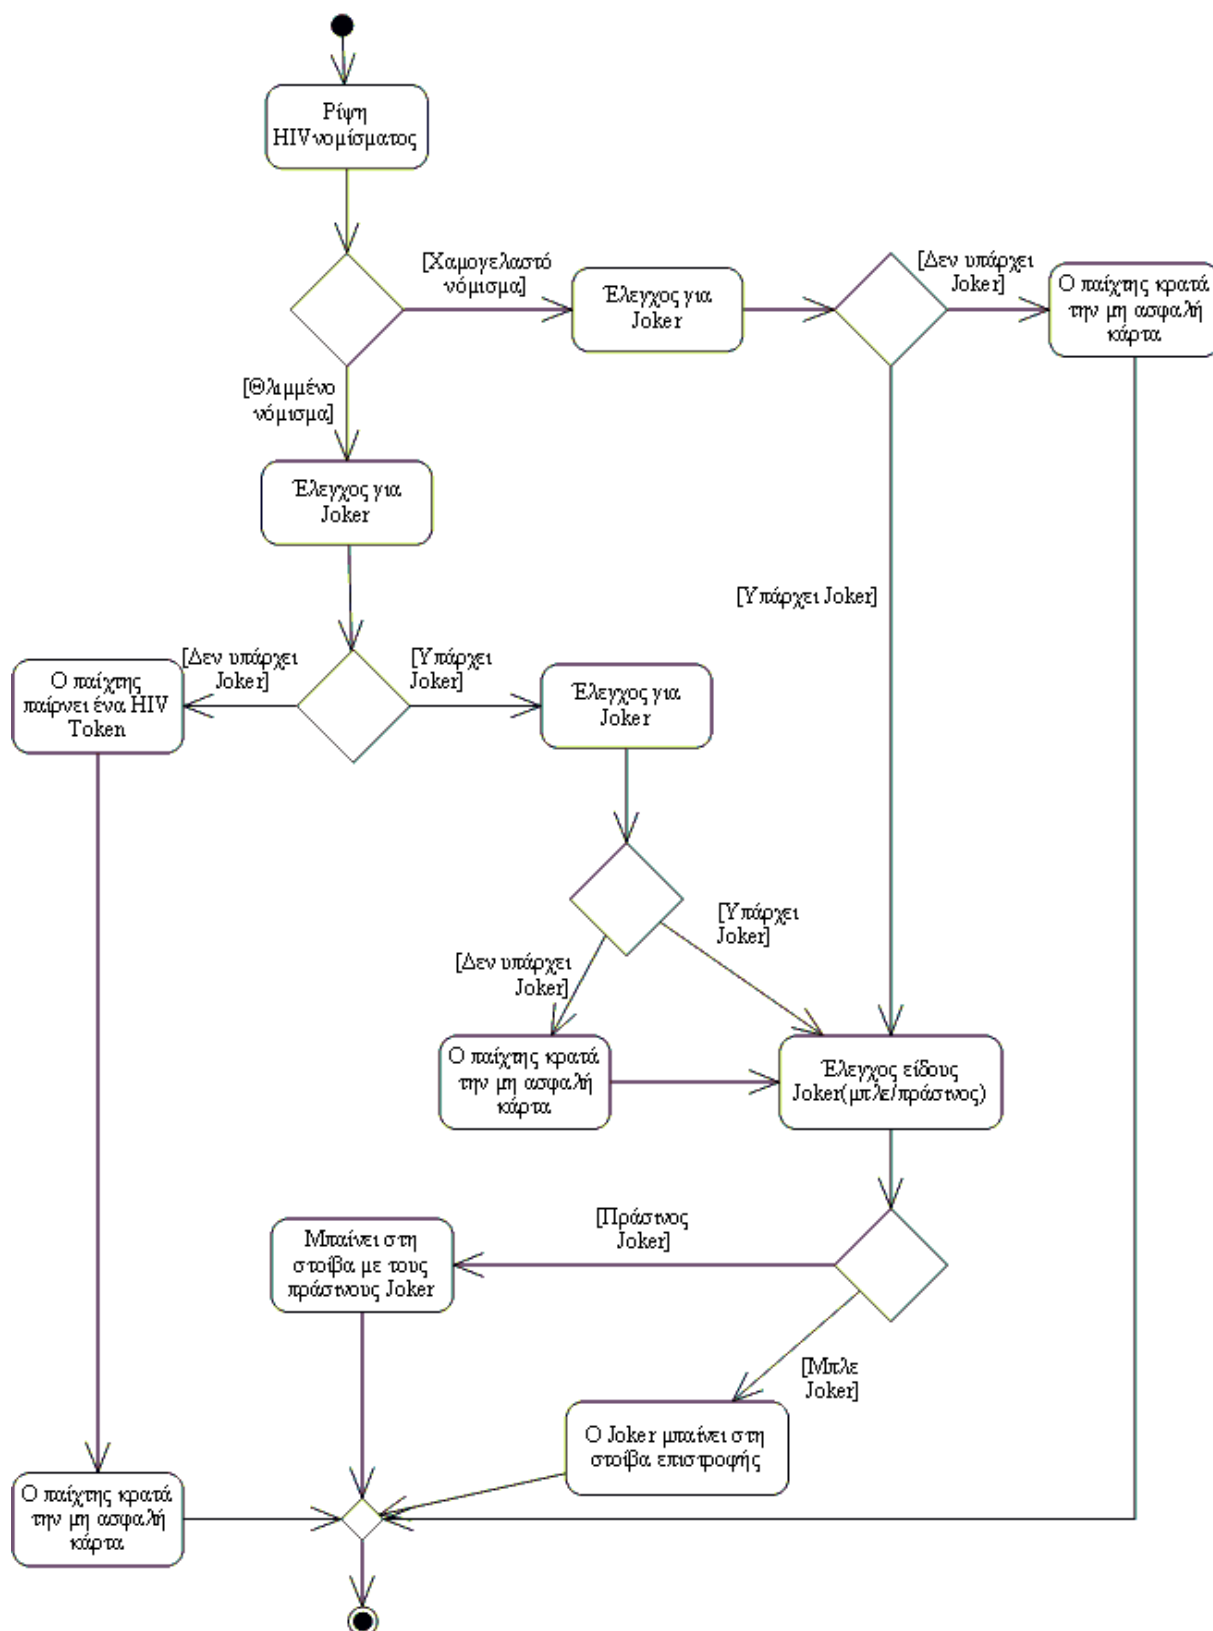 Ρίψη
HIV νομίσματος
[Χαμογελαστό
νόμισμα]
Έλεγχος για
Joker
[Δεν υπάρχει
Joker]
Ο παίχτης κρατά
την μη ασφαλή
κάρτα
[Θλιμμένο
νόμισμα]
Έλεγχος για
Joker
[Υπάρχει Joker]
[Δεν υπάρχει
Joker]
[Υπάρχει
Joker]
Ο παίχτης
παίρνει ένα HIV
Token
Έλεγχος για
Joker
[Υπάρχει
Joker]
[Δεν υπάρχει
Joker]
Ο παίχτης κρατά
την μη ασφαλή
κάρτα
Έλεγχος είδους
Joker(μπλε/πράσινος)
[Πράσινος
Joker]
Μπαίνει στη
στοίβα με τους
πράσινους Joker
[Μπλε
Joker]
Ο Joker μπαίνει στη
στοίβα επιστροφής
Ο παίχτης κρατά
την μη ασφαλή
κάρτα